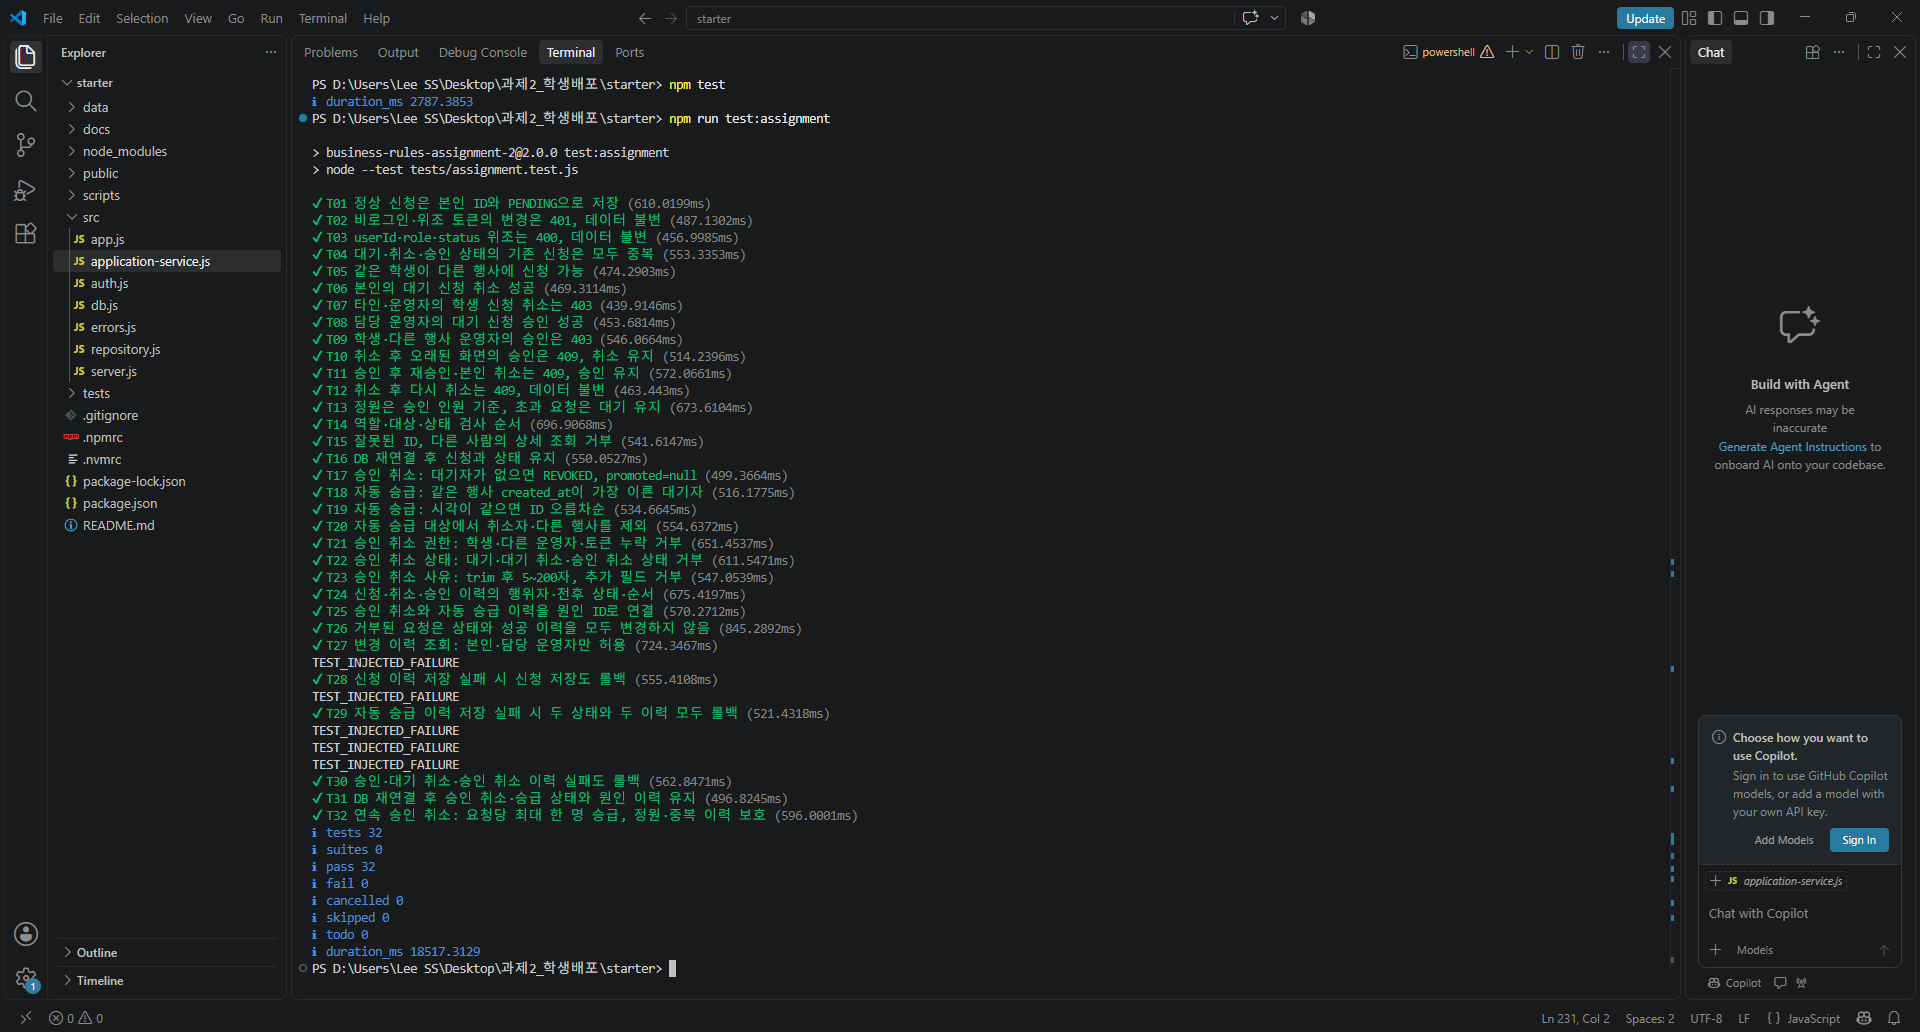 File Edit Selection View Go Run Terminal Help
starter
Update
Explorer
starter
data
docs
node_modules
public
scripts
src
JS app.js
JS application-service.js
JS auth.js
JS db.js
JS errors.js
JS repository.js
JS server.js
tests
.gitignore
npm .npmrc
.nvmrc
{} package-lock.json
{} package.json
README.md
Outline
Timeline
1
Problems Output Debug Console Terminal Ports
powershell
PS D:\Users\Lee SS\Desktop\과제2_학생배포\starter> npm test
ℹ duration_ms 2787.3853
PS D:\Users\Lee SS\Desktop\과제2_학생배포\starter> npm run test:assignment
> business-rules-assignment-2@2.0.0 test:assignment
> node --test tests/assignment.test.js
✓ T01 정상 신청은 본인 ID와 PENDING으로 저장 (610.0199ms)
✓ T02 비로그인·위조 토큰의 변경은 401, 데이터 불변 (487.1302ms)
✓ T03 userId·role·status 위조는 400, 데이터 불변 (456.9985ms)
✓ T04 대기·취소·승인 상태의 기존 신청은 모두 중복 (553.3353ms)
✓ T05 같은 학생이 다른 행사에 신청 가능 (474.2903ms)
✓ T06 본인의 대기 신청 취소 성공 (469.3114ms)
✓ T07 타인·운영자의 학생 신청 취소는 403 (439.9146ms)
✓ T08 담당 운영자의 대기 신청 승인 성공 (453.6814ms)
✓ T09 학생·다른 행사 운영자의 승인은 403 (546.0664ms)
✓ T10 취소 후 오래된 화면의 승인은 409, 취소 유지 (514.2396ms)
✓ T11 승인 후 재승인·본인 취소는 409, 승인 유지 (572.0661ms)
✓ T12 취소 후 다시 취소는 409, 데이터 불변 (463.443ms)
✓ T13 정원은 승인 인원 기준, 초과 요청은 대기 유지 (673.6104ms)
✓ T14 역할·대상·상태 검사 순서 (696.9068ms)
✓ T15 잘못된 ID, 다른 사람의 상세 조회 거부 (541.6147ms)
✓ T16 DB 재연결 후 신청과 상태 유지 (550.0527ms)
✓ T17 승인 취소: 대기자가 없으면 REVOKED, promoted=null (499.3664ms)
✓ T18 자동 승급: 같은 행사 created_at이 가장 이른 대기자 (516.1775ms)
✓ T19 자동 승급: 시각이 같으면 ID 오름차순 (534.6645ms)
✓ T20 자동 승급 대상에서 취소자·다른 행사를 제외 (554.6372ms)
✓ T21 승인 취소 권한: 학생·다른 운영자·토큰 누락 거부 (651.4537ms)
✓ T22 승인 취소 상태: 대기·대기 취소·승인 취소 상태 거부 (611.5471ms)
✓ T23 승인 취소 사유: trim 후 5~200자, 추가 필드 거부 (547.0539ms)
✓ T24 신청·취소·승인 이력의 행위자·전후 상태·순서 (675.4197ms)
✓ T25 승인 취소와 자동 승급 이력을 원인 ID로 연결 (570.2712ms)
✓ T26 거부된 요청은 상태와 성공 이력을 모두 변경하지 않음 (845.2892ms)
✓ T27 변경 이력 조회: 본인·담당 운영자만 허용 (724.3467ms)
TEST_INJECTED_FAILURE
✓ T28 신청 이력 저장 실패 시 신청 저장도 롤백 (555.4108ms)
TEST_INJECTED_FAILURE
✓ T29 자동 승급 이력 저장 실패 시 두 상태와 두 이력 모두 롤백 (521.4318ms)
TEST_INJECTED_FAILURE
TEST_INJECTED_FAILURE
TEST_INJECTED_FAILURE
✓ T30 승인·대기 취소·승인 취소 이력 실패도 롤백 (562.8471ms)
✓ T31 DB 재연결 후 승인 취소·승급 상태와 원인 이력 유지 (496.8245ms)
✓ T32 연속 승인 취소: 요청당 최대 한 명 승급, 정원·중복 이력 보호 (596.0001ms)
ℹ tests 32
ℹ suites 0
ℹ pass 32
ℹ fail 0
ℹ cancelled 0
ℹ skipped 0
ℹ todo 0
ℹ duration_ms 18517.3129
PS D:\Users\Lee SS\Desktop\과제2_학생배포\starter>
Chat
Build with Agent
AI responses may be
inaccurate
Generate Agent Instructions to
onboard AI onto your codebase.
Choose how you want to
use Copilot.
Sign in to use GitHub Copilot
models, or add a model with
your own API key.
Add Models Sign In
JS application-service.js
Chat with Copilot
Models
Copilot
0 0
Ln 231, Col 2 Spaces: 2 UTF-8 LF {} JavaScript